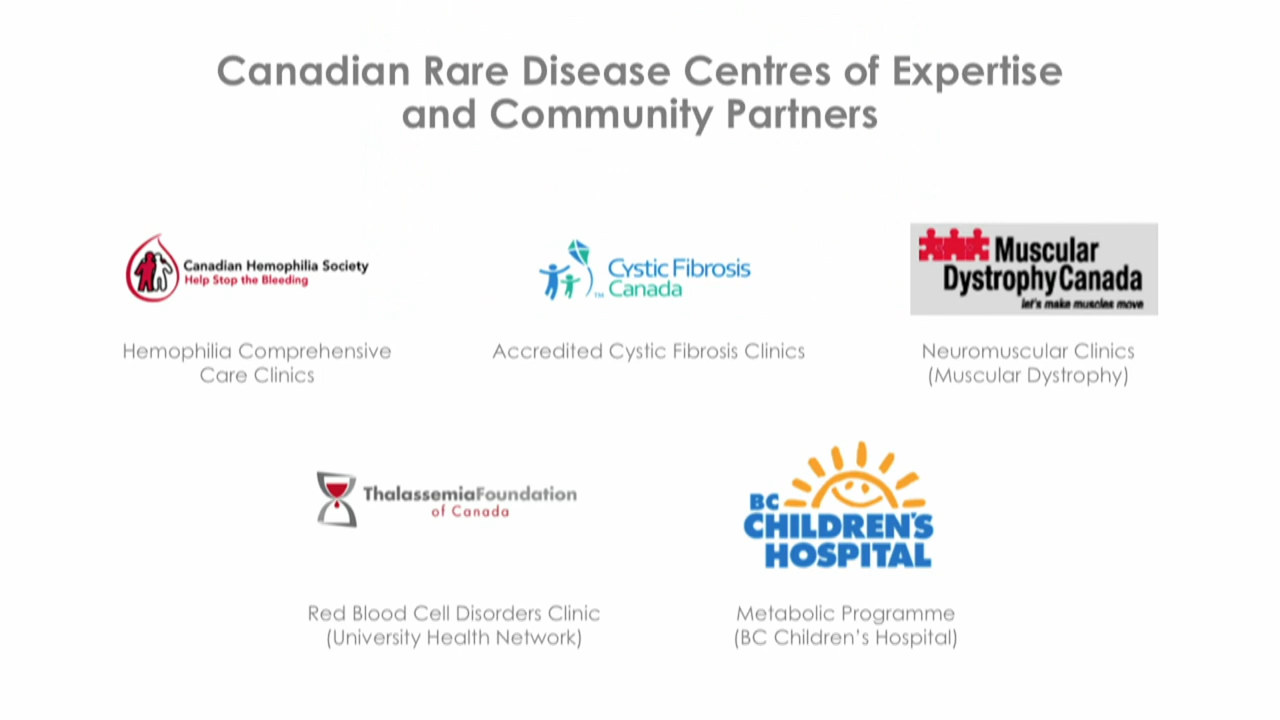 Canadian Rare Disease Centres of Expertise
and Community Partners
Canadian Hemophilia Society
Help Stop the Bleeding
Cystic Fibrosis
Canada
TM
Muscular
Dystrophy Canada
let's make muscles move
Hemophilia Comprehensive
Care Clinics
Accredited Cystic Fibrosis Clinics
Neuromuscular Clinics
(Muscular Dystrophy)
ThalassemiaFoundation
of Canada
BC
CHILDREN'S
HOSPITAL
Red Blood Cell Disorders Clinic
(University Health Network)
Metabolic Programme
(BC Children's Hospital)